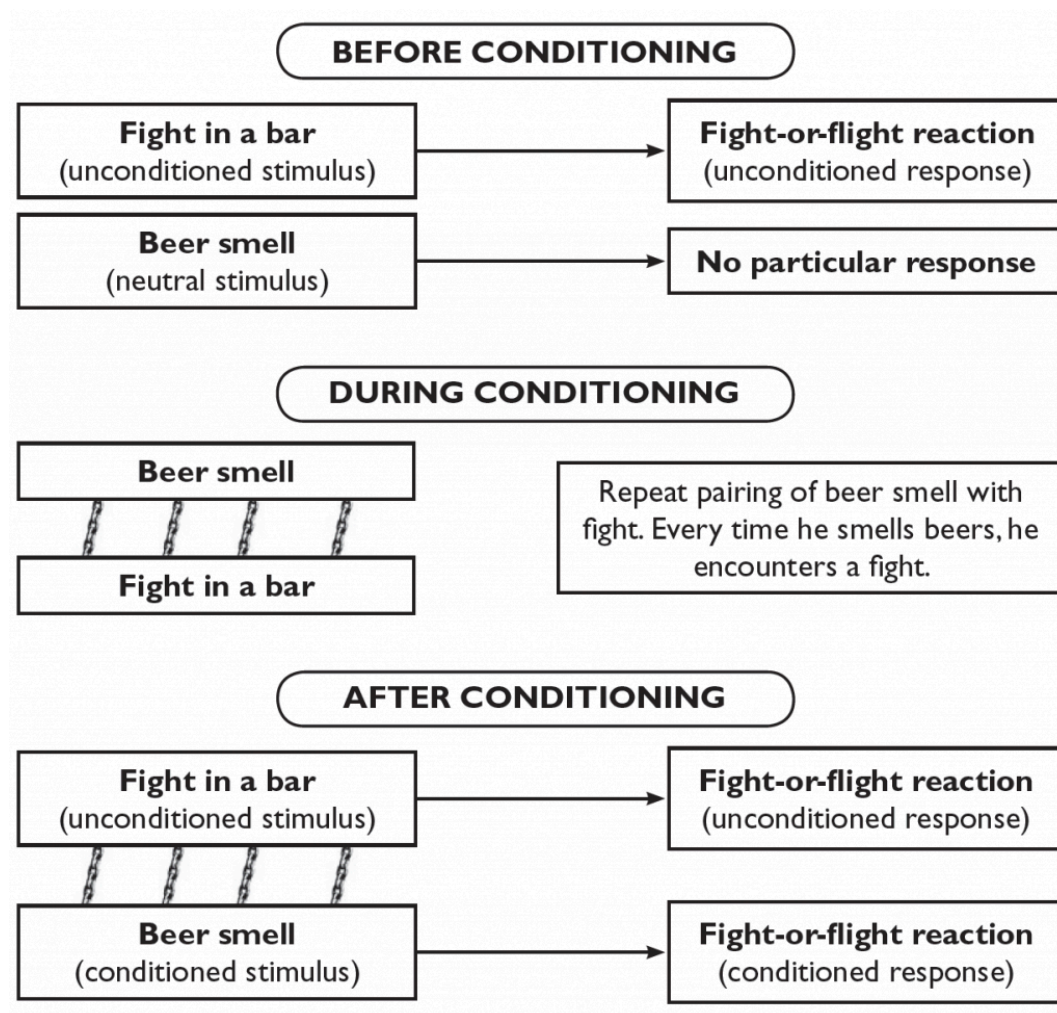 BEFORE CONDITIONING
Fight in a bar
(unconditioned stimulus)
Fight-or-flight reaction
(unconditioned response)
Beer smell
(neutral stimulus)
No particular response
DURING CONDITIONING
Beer smell
Fight in a bar
Repeat pairing of beer smell with
fight. Every time he smells beers, he
encounters a fight.
AFTER CONDITIONING
Fight in a bar
(unconditioned stimulus)
Fight-or-flight reaction
(unconditioned response)
Beer smell
(conditioned stimulus)
Fight-or-flight reaction
(conditioned response)